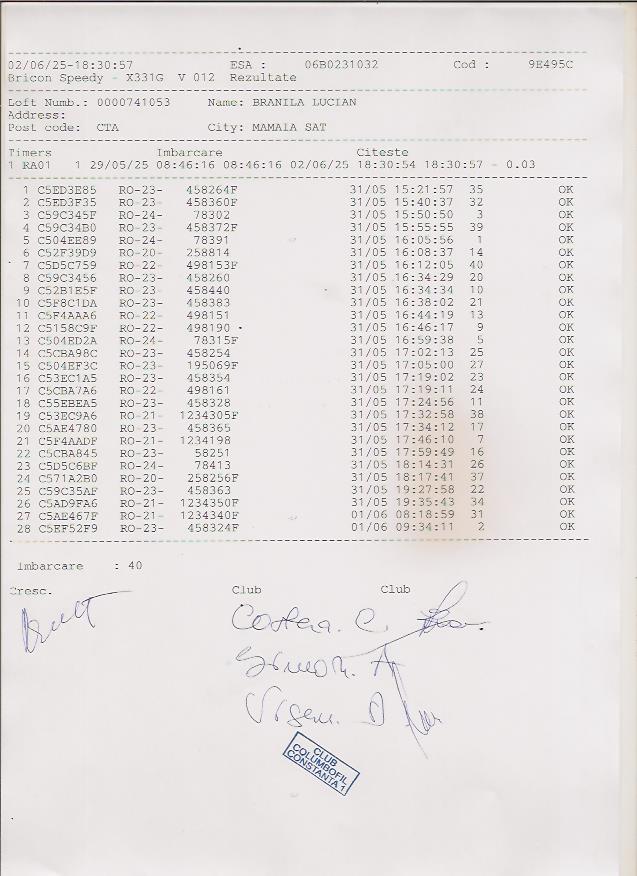 02/06/25-18:30:57 ESA : 06B0231032 Cod : 9E495C
Bricon Speedy - X331G V 012 Rezultate
Loft Numb.: 0000741053 Name: BRANILA LUCIAN
Address:
Post code: CTA City: MAMAIA SAT
Timers Imbarcare Citeste
1 RA01 1 29/05/25 08:46:16 08:46:16 02/06/25 18:30:54 18:30:57 - 0.03
1 C5ED3E85 RO-23- 458264F 31/05 15:21:57 35 OK
2 C5ED3F35 RO-23- 458360F 31/05 15:40:37 32 OK
3 C59C345F RO-24- 78302 31/05 15:50:50 3 OK
4 C59C34B0 RO-23- 458372F 31/05 15:55:55 39 OK
5 C504EE89 RO-24- 78391 31/05 16:05:56 1 OK
6 C52F39D9 RO-20- 258814 31/05 16:08:37 14 OK
7 C5D5C759 RO-22- 498153F 31/05 16:12:05 40 OK
8 C59C3456 RO-23- 458260 31/05 16:34:29 20 OK
9 C52B1E5F RO-23- 458440 31/05 16:34:34 10 OK
10 C5F8C1DA RO-23- 458383 31/05 16:38:02 21 OK
11 C5F4AAA6 RO-22- 498151 31/05 16:44:19 13 OK
12 C5158C9F RO-22- 498190 31/05 16:46:17 9 OK
13 C504ED2A RO-24- 78315F 31/05 16:59:38 5 OK
14 C5CBA98C RO-23- 458254 31/05 17:02:13 25 OK
15 C504EF3C RO-23- 195069F 31/05 17:05:00 27 OK
16 C53EC1A5 RO-23- 458354 31/05 17:19:02 23 OK
17 C5CBA7A6 RO-22- 498161 31/05 17:19:11 24 OK
18 C55EBEA5 RO-23- 458328 31/05 17:24:56 11 OK
19 C53EC9A6 RO-21- 1234305F 31/05 17:32:58 38 OK
20 C5AE4780 RO-23- 458365 31/05 17:34:12 17 OK
21 C5F4AADF RO-21- 1234198 31/05 17:46:10 7 OK
22 C5CBA845 RO-23- 58251 31/05 17:59:49 16 OK
23 C5D5C6BF RO-24- 78413 31/05 18:14:31 26 OK
24 C571A2B0 RO-20- 258256F 31/05 18:17:41 37 OK
25 C59C35AF RO-23- 458363 31/05 19:27:58 22 OK
26 C5AD9FA6 RO-21- 1234350F 31/05 19:35:43 34 OK
27 C5AE467F RO-21- 1234340F 01/06 08:18:59 31 OK
28 C5EF52F9 RO-23- 458324F 01/06 09:34:11 2 OK
Imbarcare : 40
Cresc. Club Club
CLUB
COLUMBOFIL
CONSTANTA 1